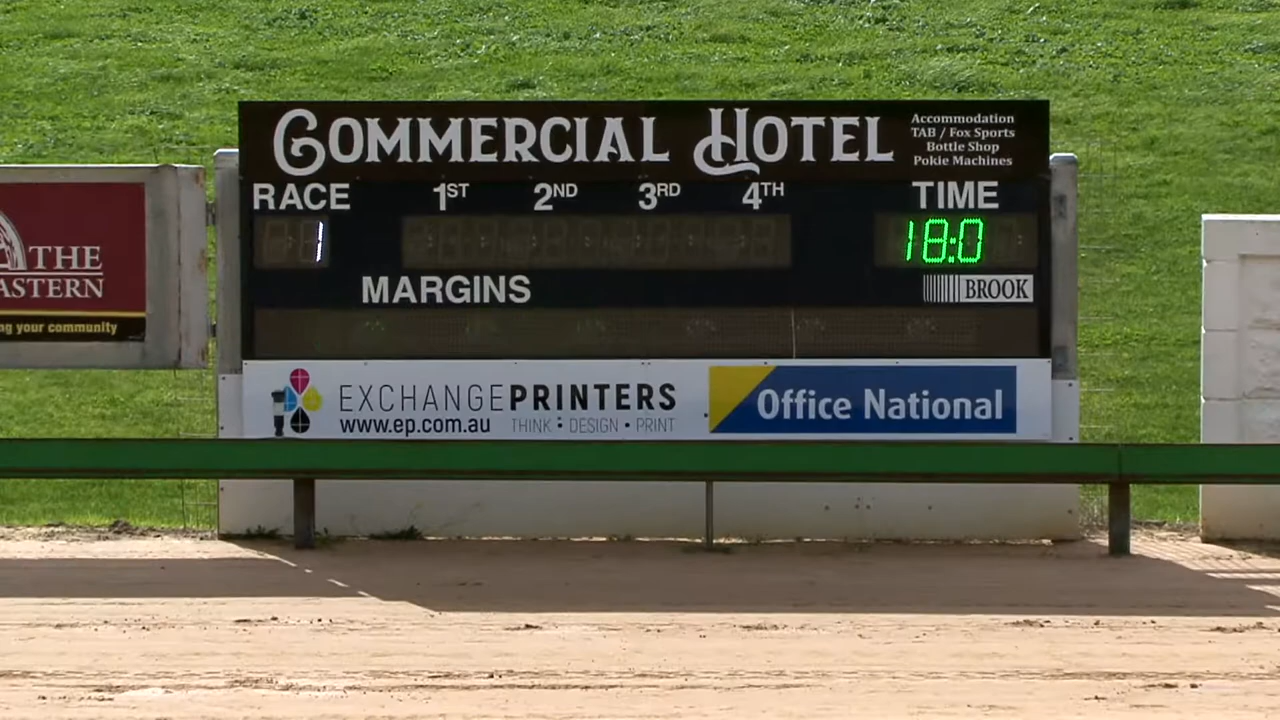 COMMERCIAL HOTEL
Accommodation
TAB / Fox Sports
Bottle Shop
Pokie Machines
RACE 1ST 2ND 3RD 4TH TIME
1 18:0
MARGINS
BROOK
THE
ASTERN
ng your community
EXCHANGEPRINTERS
www.ep.com.au THINK : DESIGN • PRINT
Office National